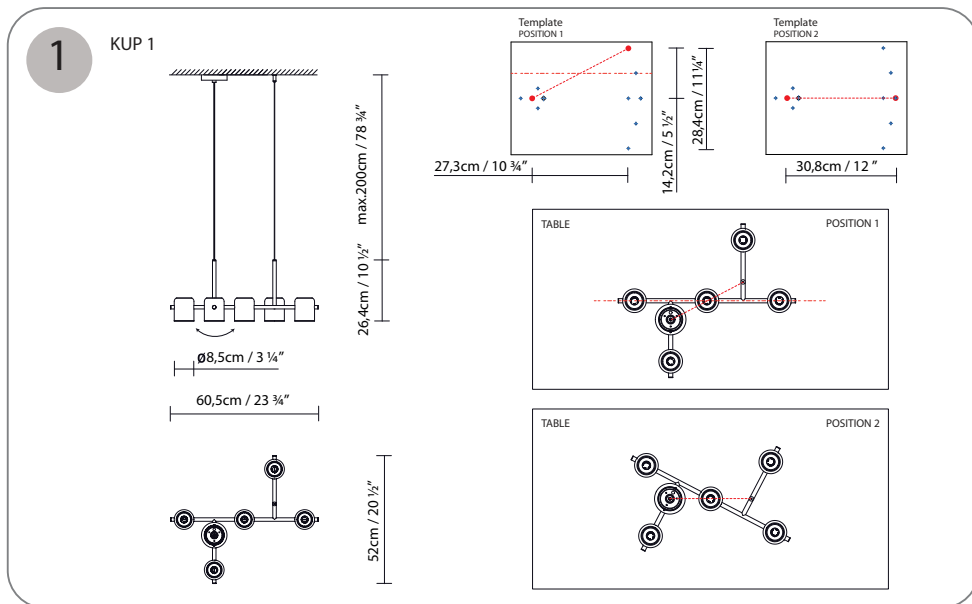 1
KUP 1
max.200cm / 78 ¾”
26,4cm / 10 ½”
ø8,5cm / 3 ¼”
60,5cm / 23 ¾”
52cm / 20 ½”
Template
POSITION 1
27,3cm / 10 ¾”
14,2cm / 5 ½”
28,4cm / 11¼”
Template
POSITION 2
30,8cm / 12 ”
TABLE
POSITION 1
TABLE
POSITION 2